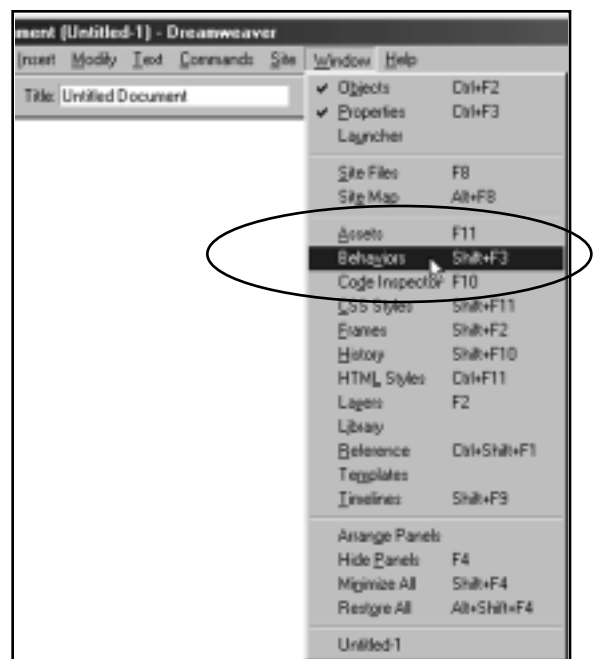 ment (Untitled-1) - Dreamweaver
Insert Modify Text Commands Site Window Help
Title: Untitled Document
Objects Ctrl+F2
Properties Ctrl+F3
Launcher
Site Files F8
Site Map Alt+F8
Assets F11
Behaviors Shift+F3
Code Inspector F10
CSS Styles Shift+F11
Frames Shift+F2
History Shift+F10
HTML Styles Ctrl+F11
Layers F2
Library
Reference Ctrl+Shift+F1
Templates
Timelines Shift+F9
Arrange Panels
Hide Panels F4
Minimize All Shift+F4
Restore All Alt+Shift+F4
Untitled-1